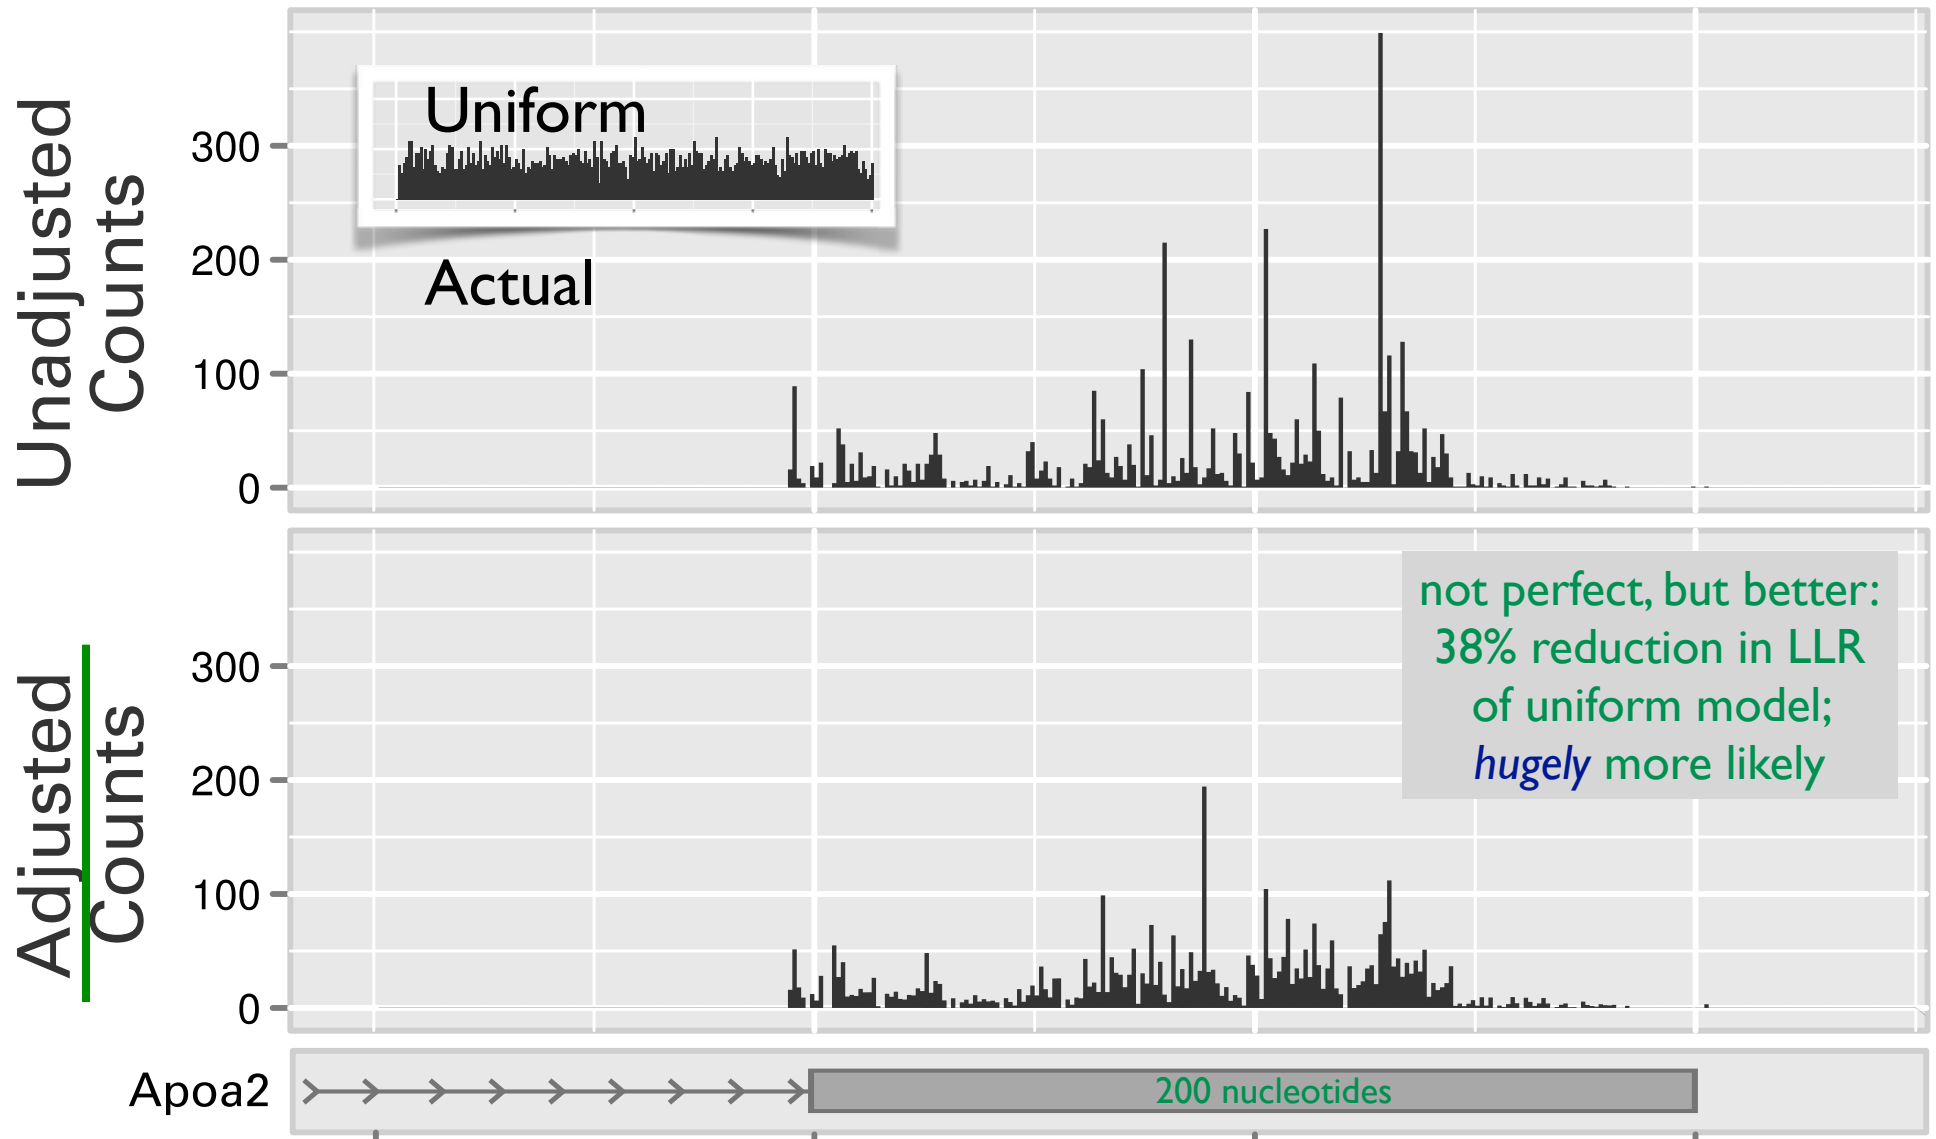 Unadjusted
Counts
300
200
100
0
Uniform
Actual
Adjusted
Counts
300
200
100
0
not perfect, but better:
38% reduction in LLR
of uniform model;
hugely more likely
Apoa2
200 nucleotides